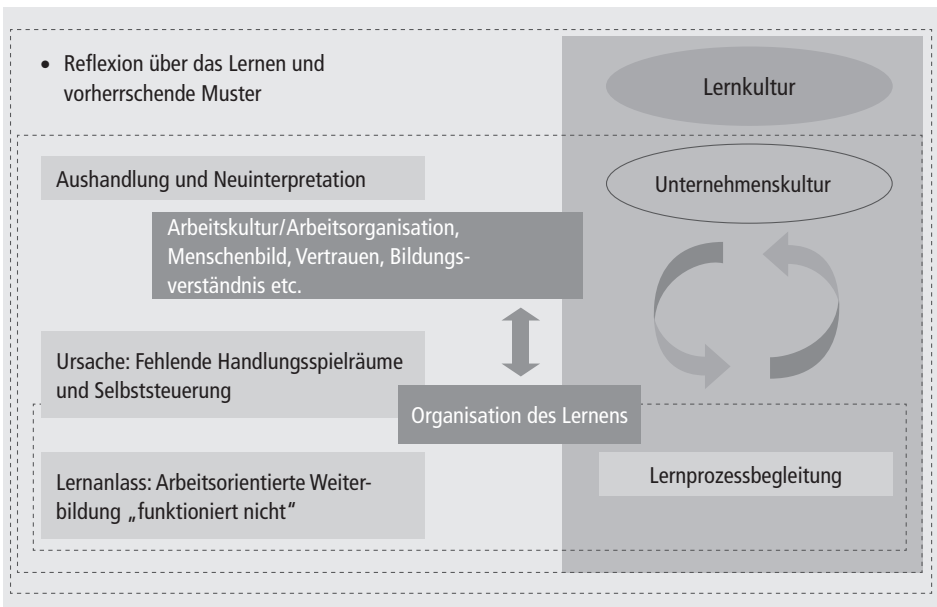 • Reflexion über das Lernen und
vorherrschende Muster
Lernkultur
Aushandlung und Neuinterpretation
Unternehmenskultur
Arbeitskultur/Arbeitsorganisation,
Menschenbild, Vertrauen, Bildungs-
verständnis etc.
Ursache: Fehlende Handlungsspielräume
und Selbststeuerung
Organisation des Lernens
Lernanlass: Arbeitsorientierte Weiter-
bildung „funktioniert nicht“
Lernprozessbegleitung